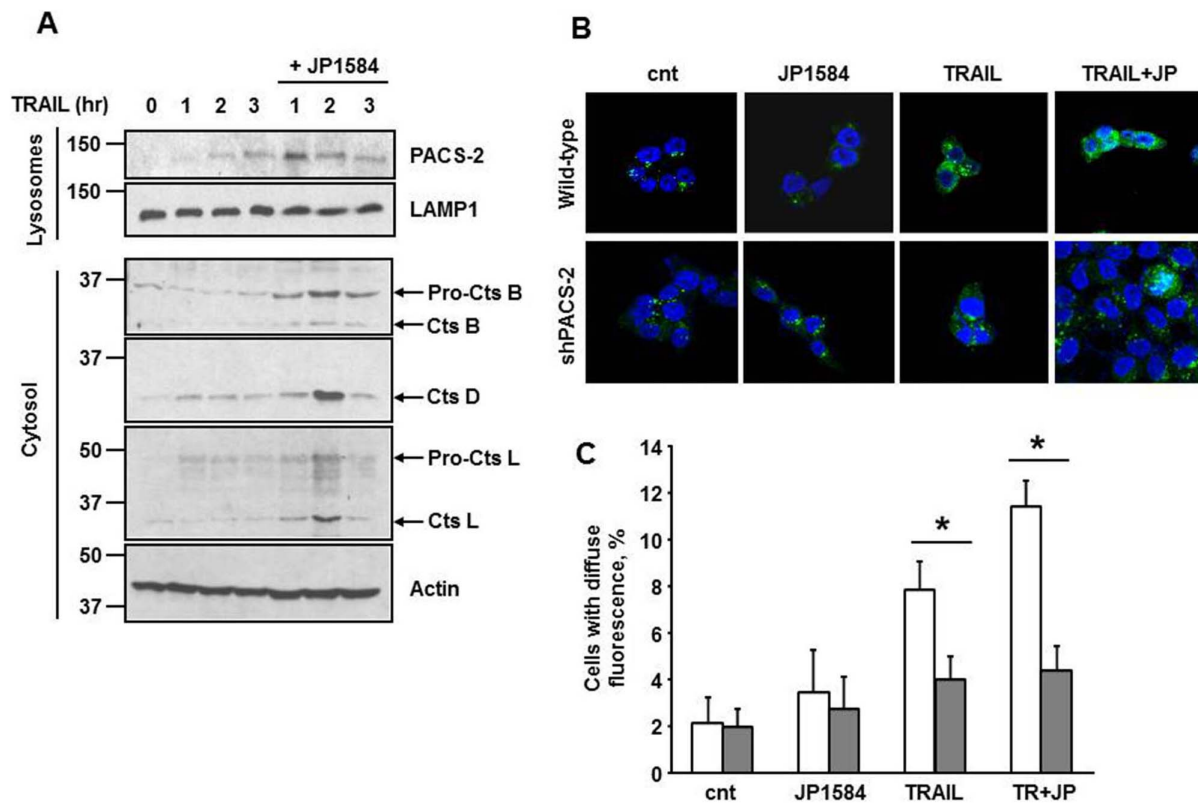 A
+ JP1584
TRAIL (hr) 0 1 2 3 1 2 3
Lysosomes
150
PACS-2
150
LAMP1
Cytosol
37
Pro-Cts B
Cts B
37
Cts D
50
Pro-Cts L
37
Cts L
50
Actin
37
B
cnt JP1584 TRAIL TRAIL+JP
Wild-type
shPACS-2
C
Cells with diffuse
fluorescence, %
14
12
10
8
6
4
2
0
*
*
cnt JP1584 TRAIL TR+JP